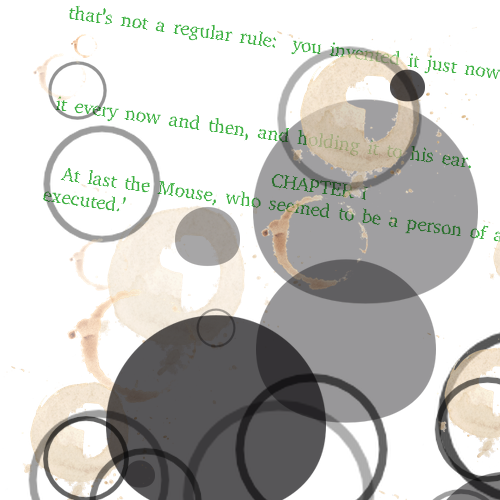 that's not a regular rule: you invented it just now
it every now and then, and holding it to his ear.
CHAPTER I
At last the Mouse, who seemed to be a person of a
executed.'